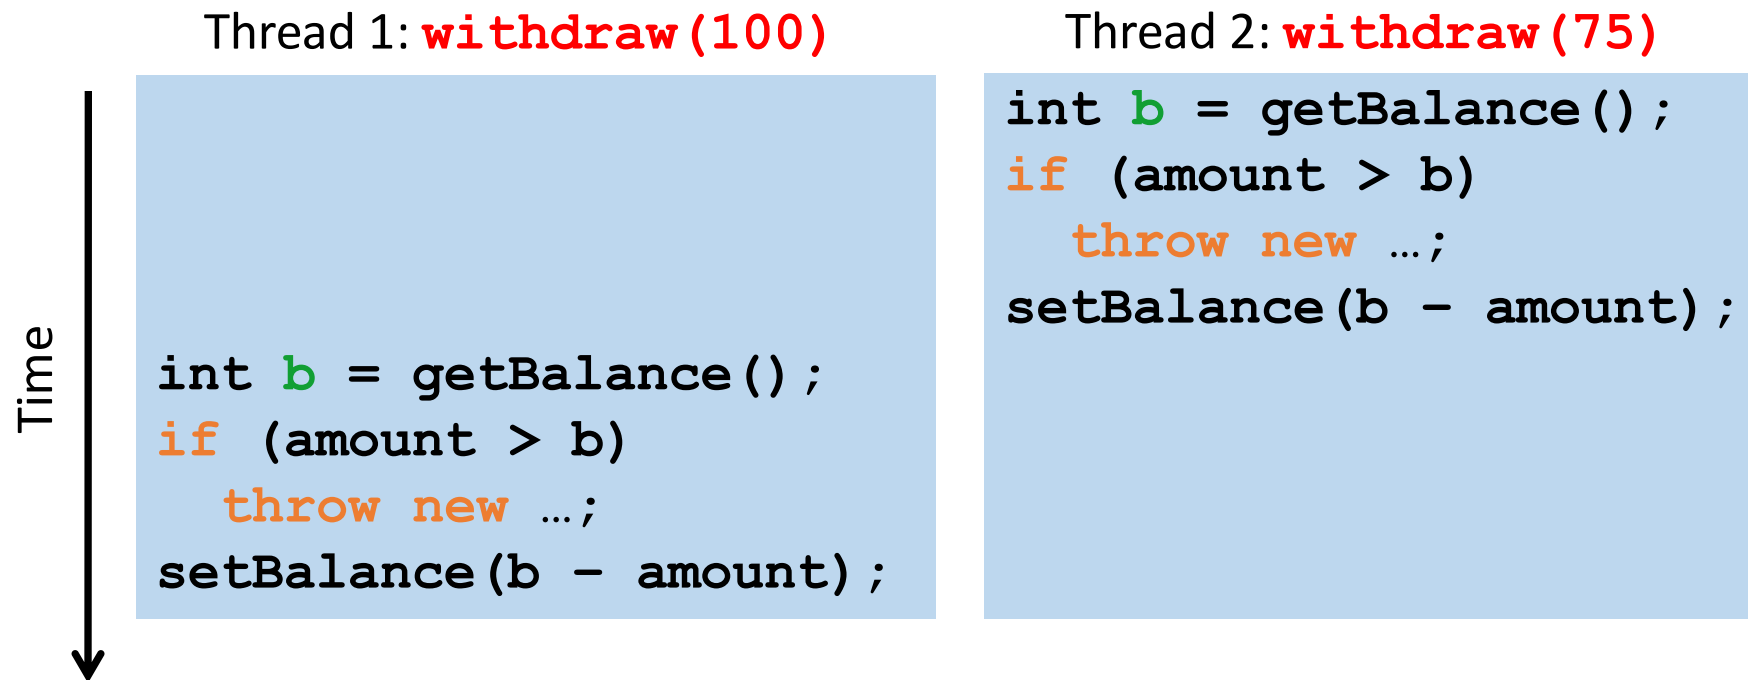 Thread 1: withdraw(100)
Time
int b = getBalance();
if (amount > b)
  throw new …;
setBalance(b – amount);
Thread 2: withdraw(75)
int b = getBalance();
if (amount > b)
  throw new …;
setBalance(b – amount);